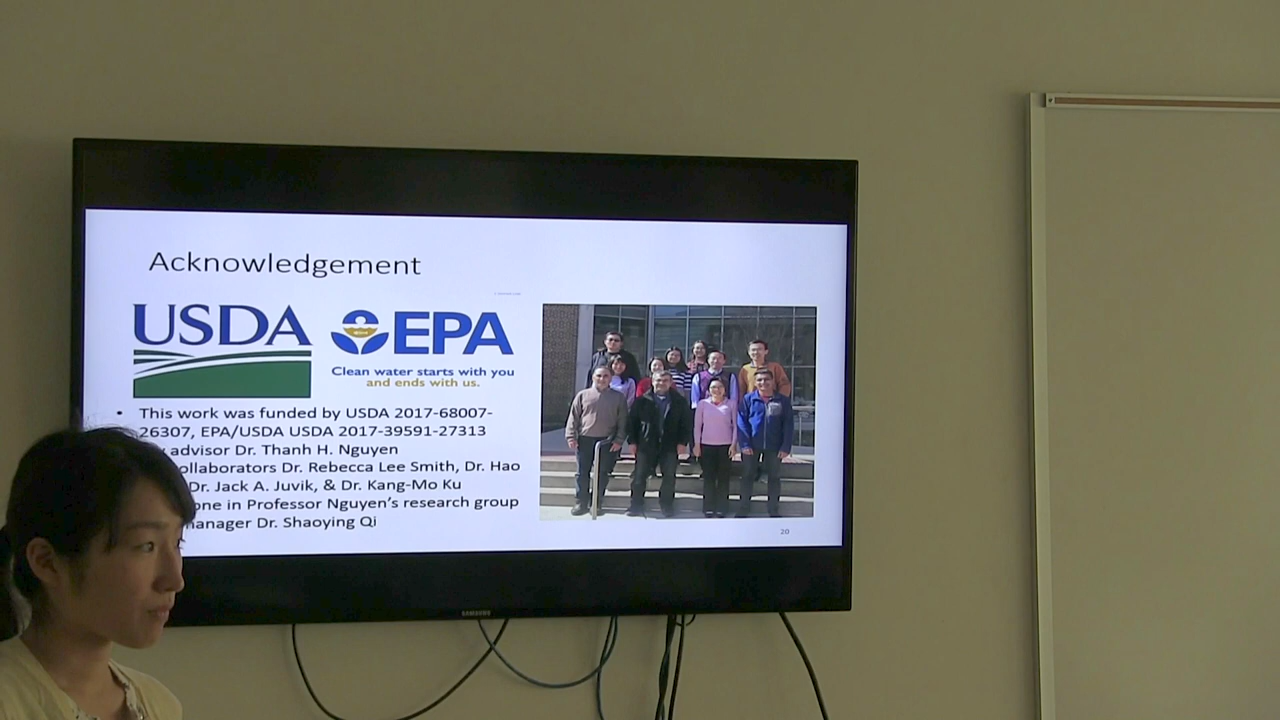 Acknowledgement
USDA
EPA
Clean water starts with you
and ends with us.
• This work was funded by USDA 2017-68007-
26307, EPA/USDA USDA 2017-39591-27313
advisor Dr. Thanh H. Nguyen
ollaborators Dr. Rebecca Lee Smith, Dr. Hao
Dr. Jack A. Juvik, & Dr. Kang-Mo Ku
one in Professor Nguyen's research group
anager Dr. Shaoying Qi
20
SAMSUNG